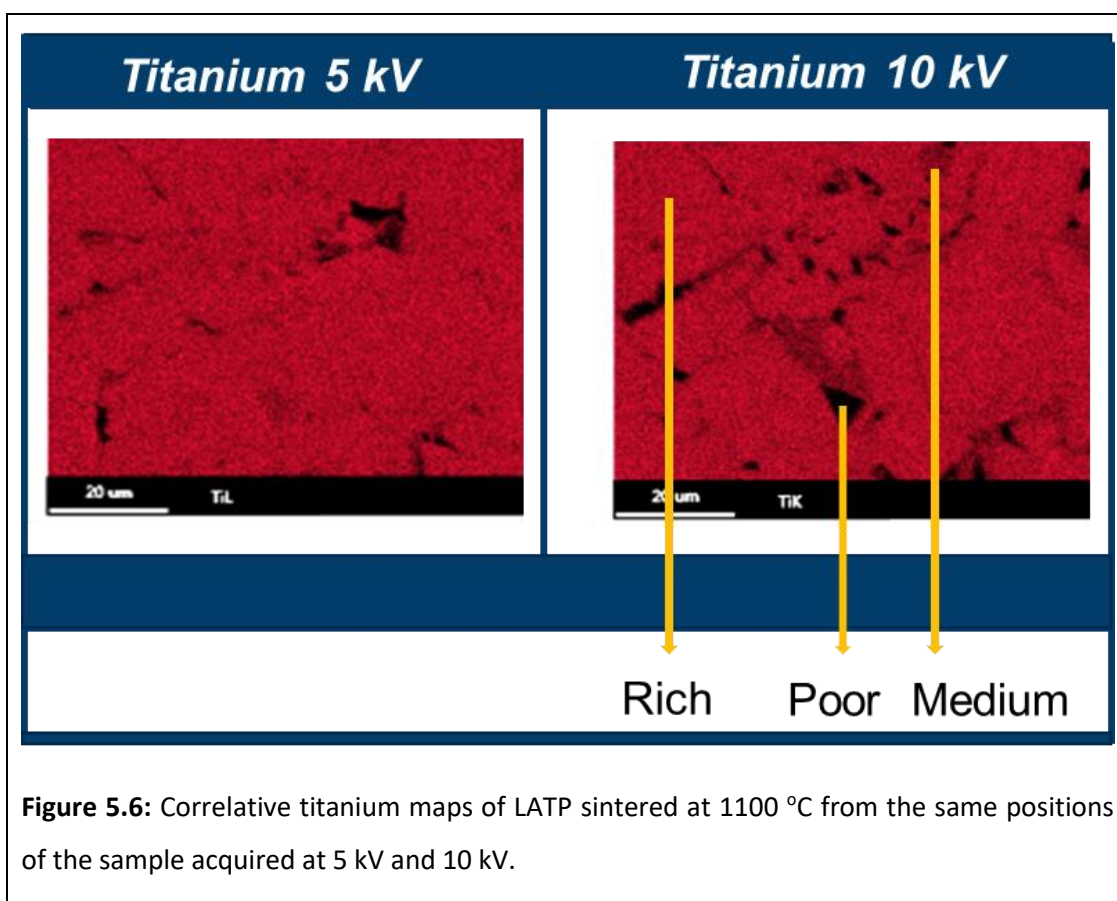 Titanium 5 kV
Titanium 10 kV
20 um
TiL
20 um
TiK
Rich
Poor
Medium
Figure 5.6: Correlative titanium maps of LATP sintered at 1100 °C from the same positions
of the sample acquired at 5 kV and 10 kV.